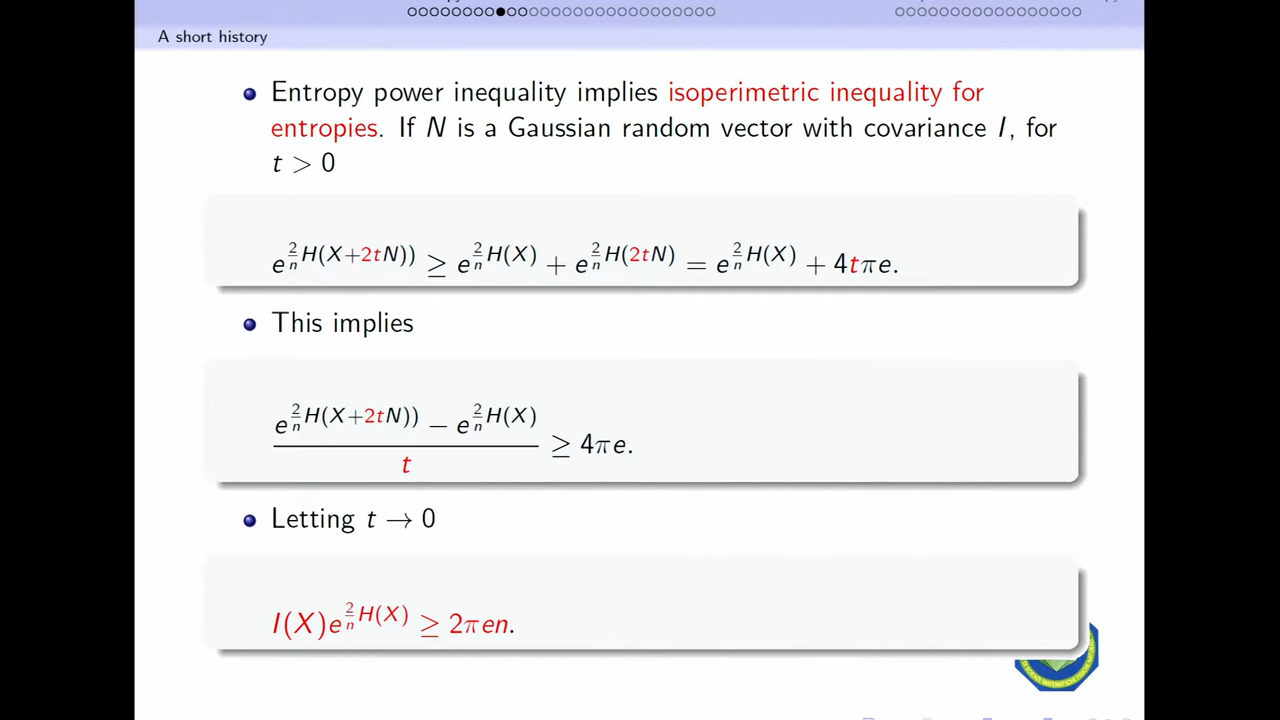 A short history
Entropy power inequality implies isoperimetric inequality for
entropies. If N is a Gaussian random vector with covariance I, for
t > 0
e^{\frac{2}{n}H(X+2tN))} ≥ e^{\frac{2}{n}H(X)} + e^{\frac{2}{n}H(2tN)} = e^{\frac{2}{n}H(X)} + 4tπe.
This implies
\frac{e^{\frac{2}{n}H(X+2tN))} − e^{\frac{2}{n}H(X)}}{t} ≥ 4πe.
Letting t → 0
I(X)e^{\frac{2}{n}H(X)} ≥ 2πen.